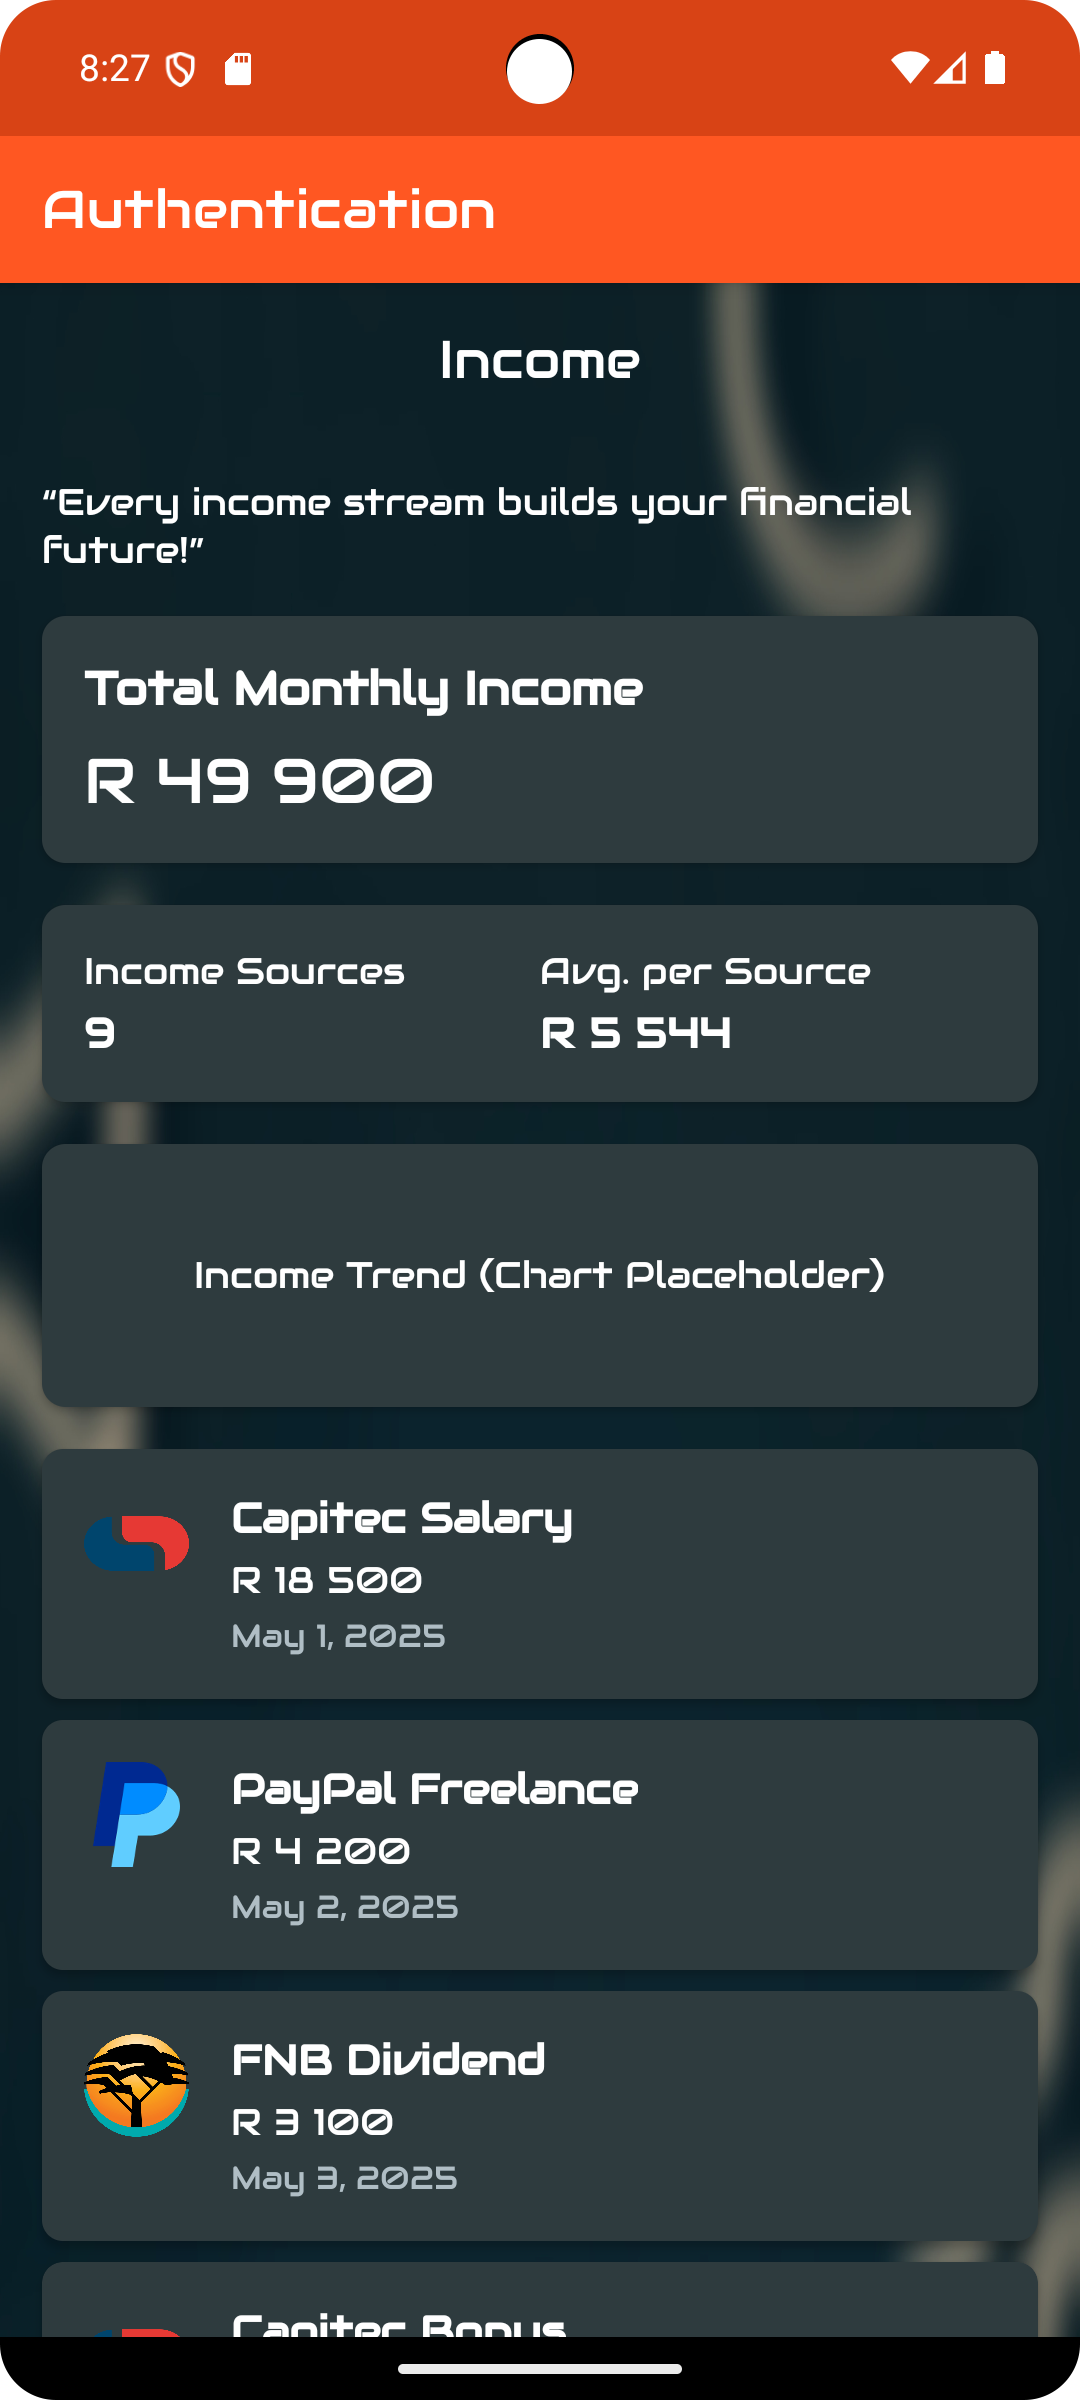 8:27
Authentication
Income
“Every income stream builds your financial
future!”
Total Monthly Income
R 49 900
Income Sources
Avg. per Source
9
R 5 544
Income Trend (Chart Placeholder)
Capitec Salary
R 18 500
May 1, 2025
PayPal Freelance
R 4 200
May 2, 2025
FNB Dividend
R 3 100
May 3, 2025
Capitec Bonus